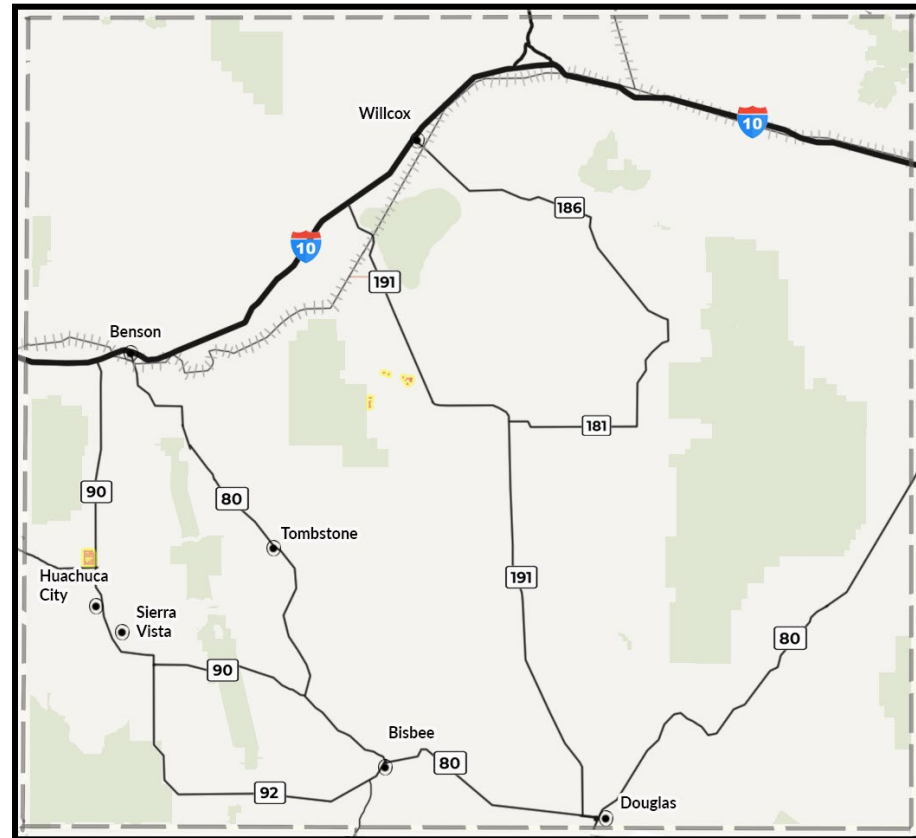 Willcox
10
186
10
191
Benson
181
90
80
Tombstone
Huachuca
City
191
Sierra
Vista
80
90
Bisbee
80
92
Douglas